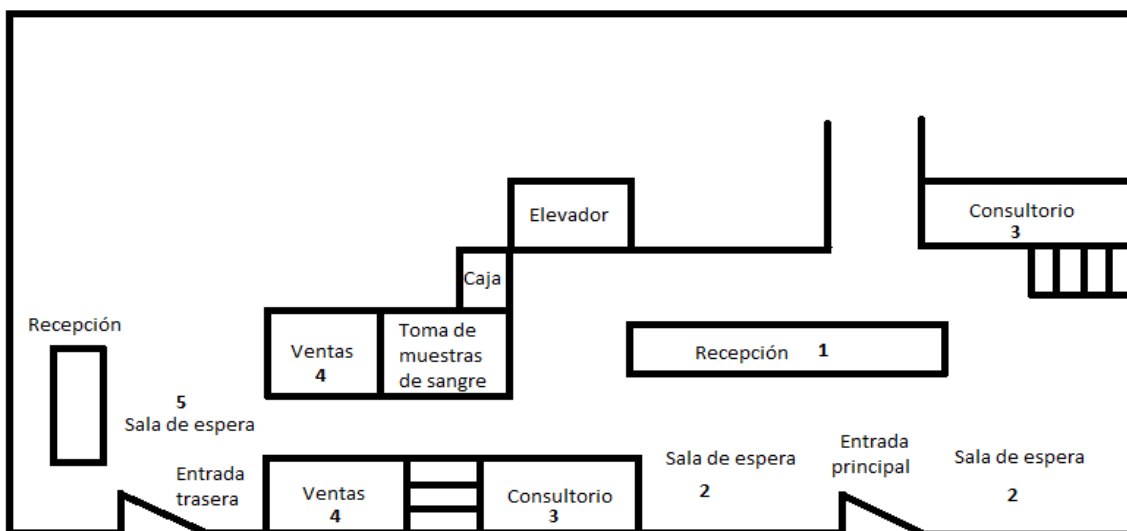 Elevador
Consultorio
3
Caja
Recepción
Ventas
4
Toma de
muestras
de sangre
Recepción 1
5
Sala de espera
Entrada
trasera
Ventas
4
Consultorio
3
Sala de espera
2
Entrada
principal
Sala de espera
2